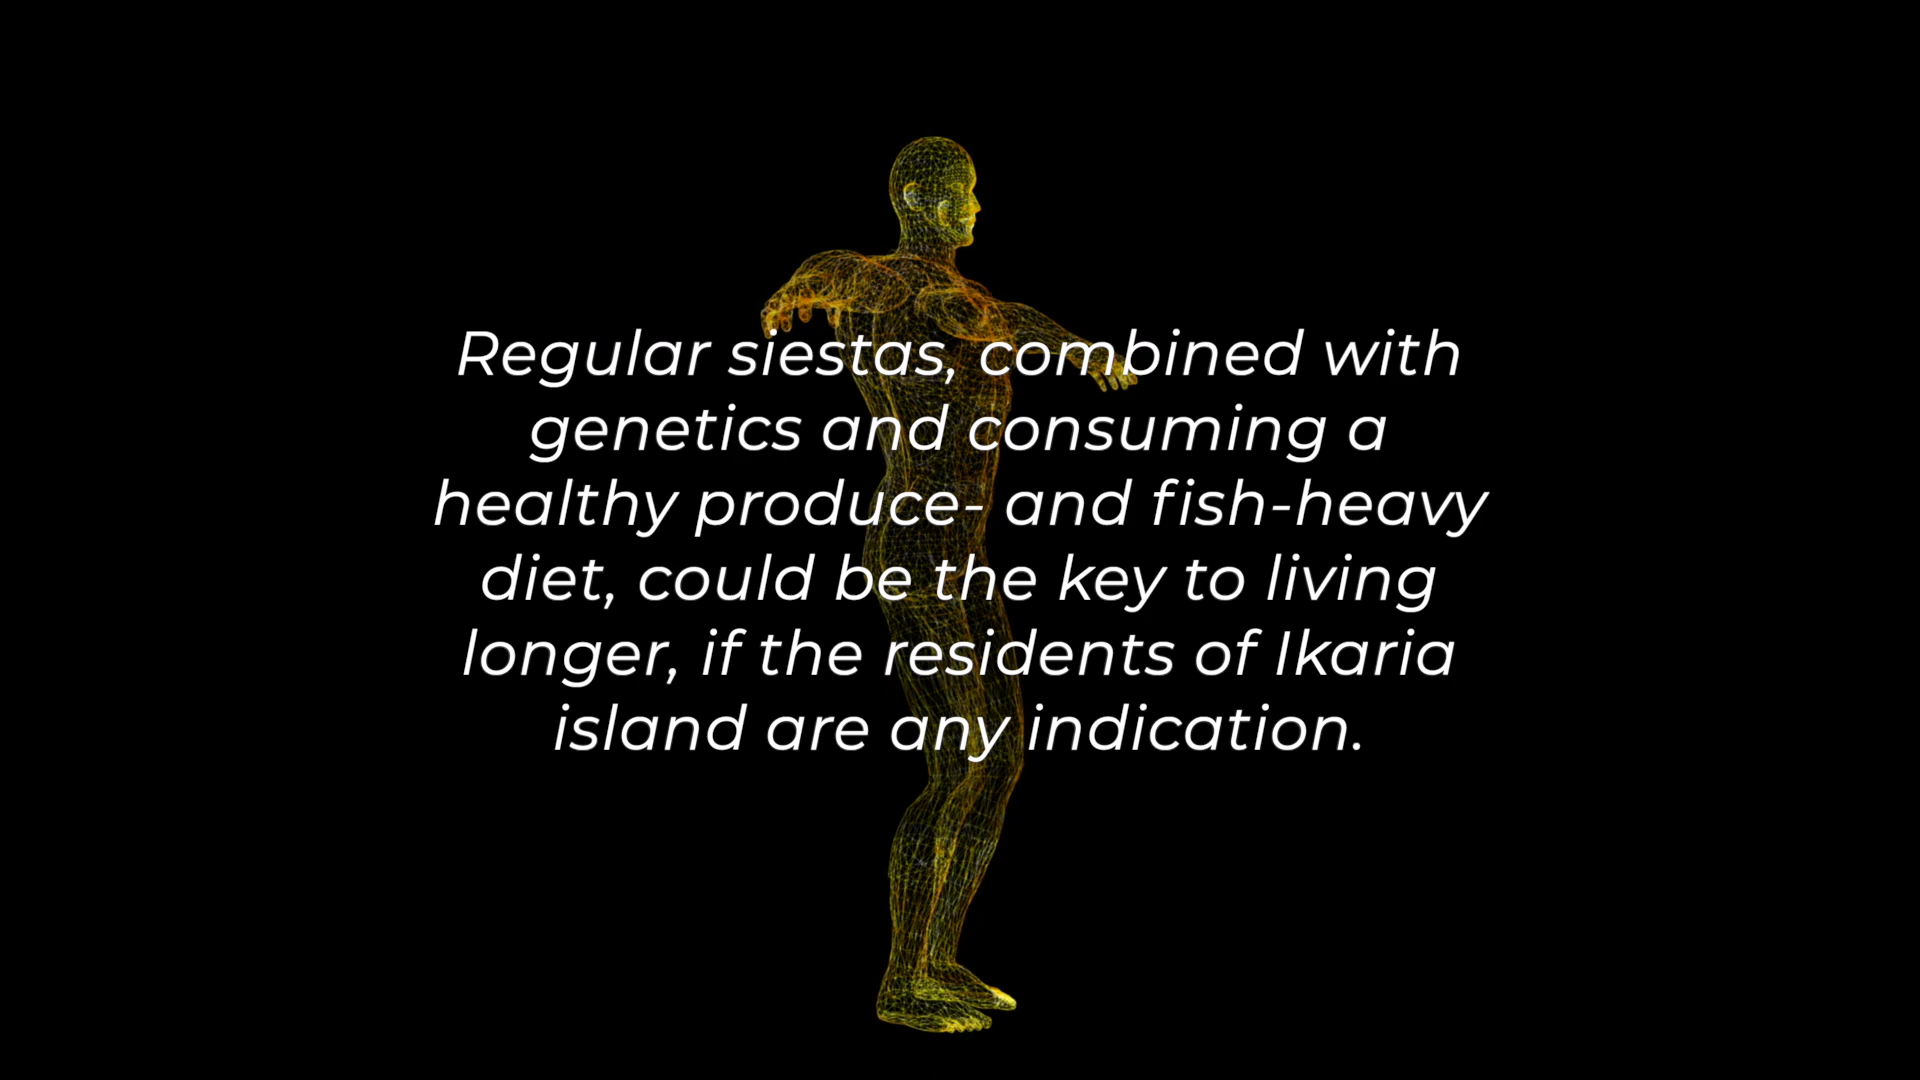 Regular siestas, combined with
genetics and consuming a
healthy produce- and fish-heavy
diet, could be the key to living
longer, if the residents of Ikaria
island are any indication.